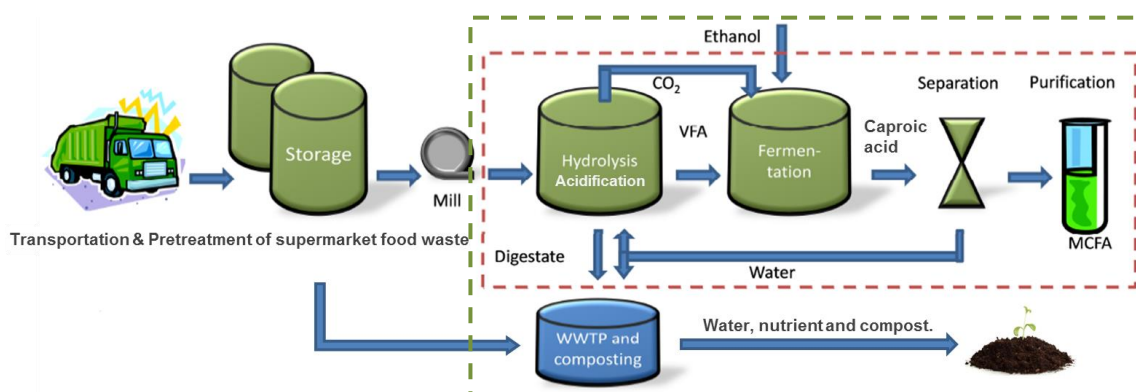 Ethanol
CO2
Separation
Purification
Storage
VFA
Caproic
acid
Hydrolysis
Acidification
Fermen-
tation
Mill
Transportation & Pretreatment of supermarket food waste
MCFA
Digestate
Water
WWTP and
composting
Water, nutrient and compost.